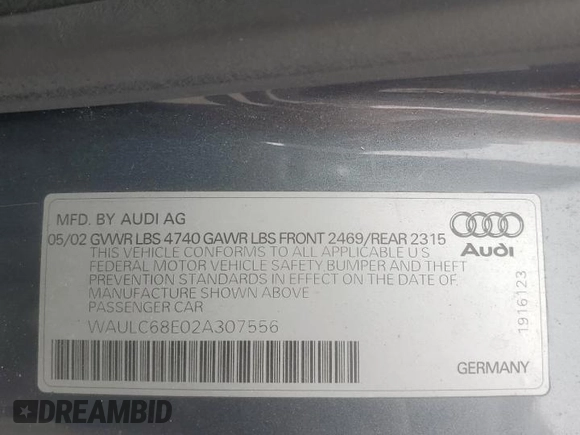 MFD. BY AUDI AG
05/02 GVWR LBS 4740 GAWR LBS FRONT 2469/REAR 2315
THIS VEHICLE CONFORMS TO ALL APPLICABLE U S
FEDERAL MOTOR VEHICLE SAFETY BUMPER AND THEFT
PREVENTION STANDARDS IN EFFECT ON THE DATE OF
MANUFACTURE SHOWN ABOVE
PASSENGER CAR
WAULC68E02A307556
Audi
1916123
GERMANY
DREAMBID